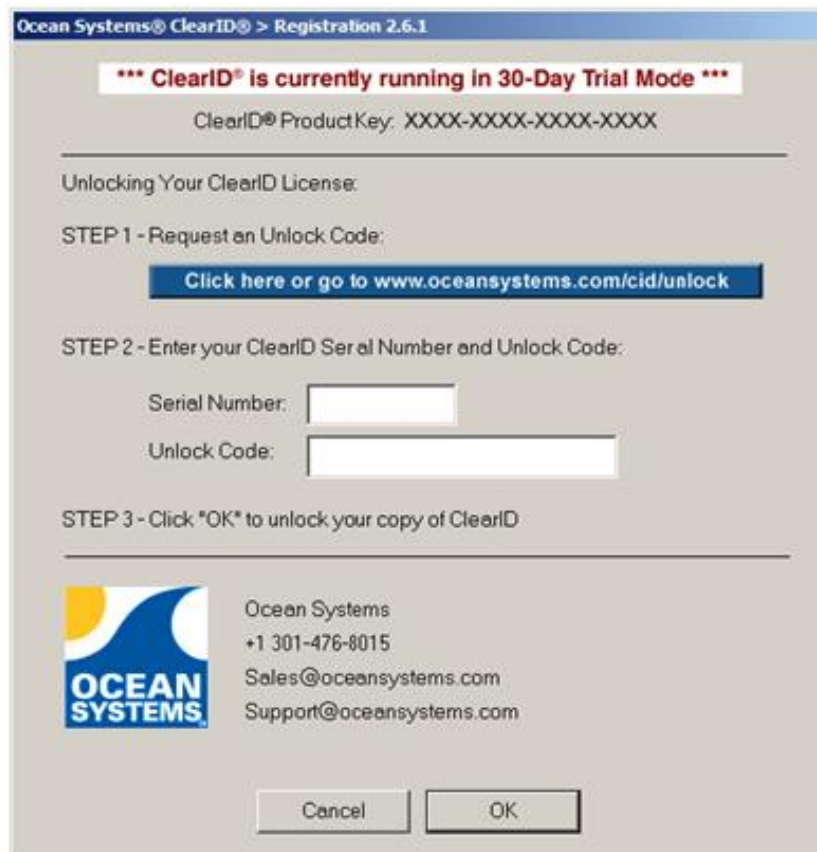 Ocean Systems® ClearID® > Registration 2.6.1
*** ClearID® is currently running in 30-Day Trial Mode ***
ClearID® Product Key: XXXX-XXXX-XXXX-XXXX
Unlocking Your ClearID License:
STEP 1 - Request an Unlock Code:
Click here or go to www.oceansystems.com/cid/unlock
STEP 2 - Enter your ClearID Serial Number and Unlock Code:
Serial Number:
Unlock Code:
STEP 3 - Click "OK" to unlock your copy of ClearID
Ocean Systems
+1 301-476-8015
Sales@oceansystems.com
Support@oceansystems.com
OCEAN
SYSTEMS
Cancel OK